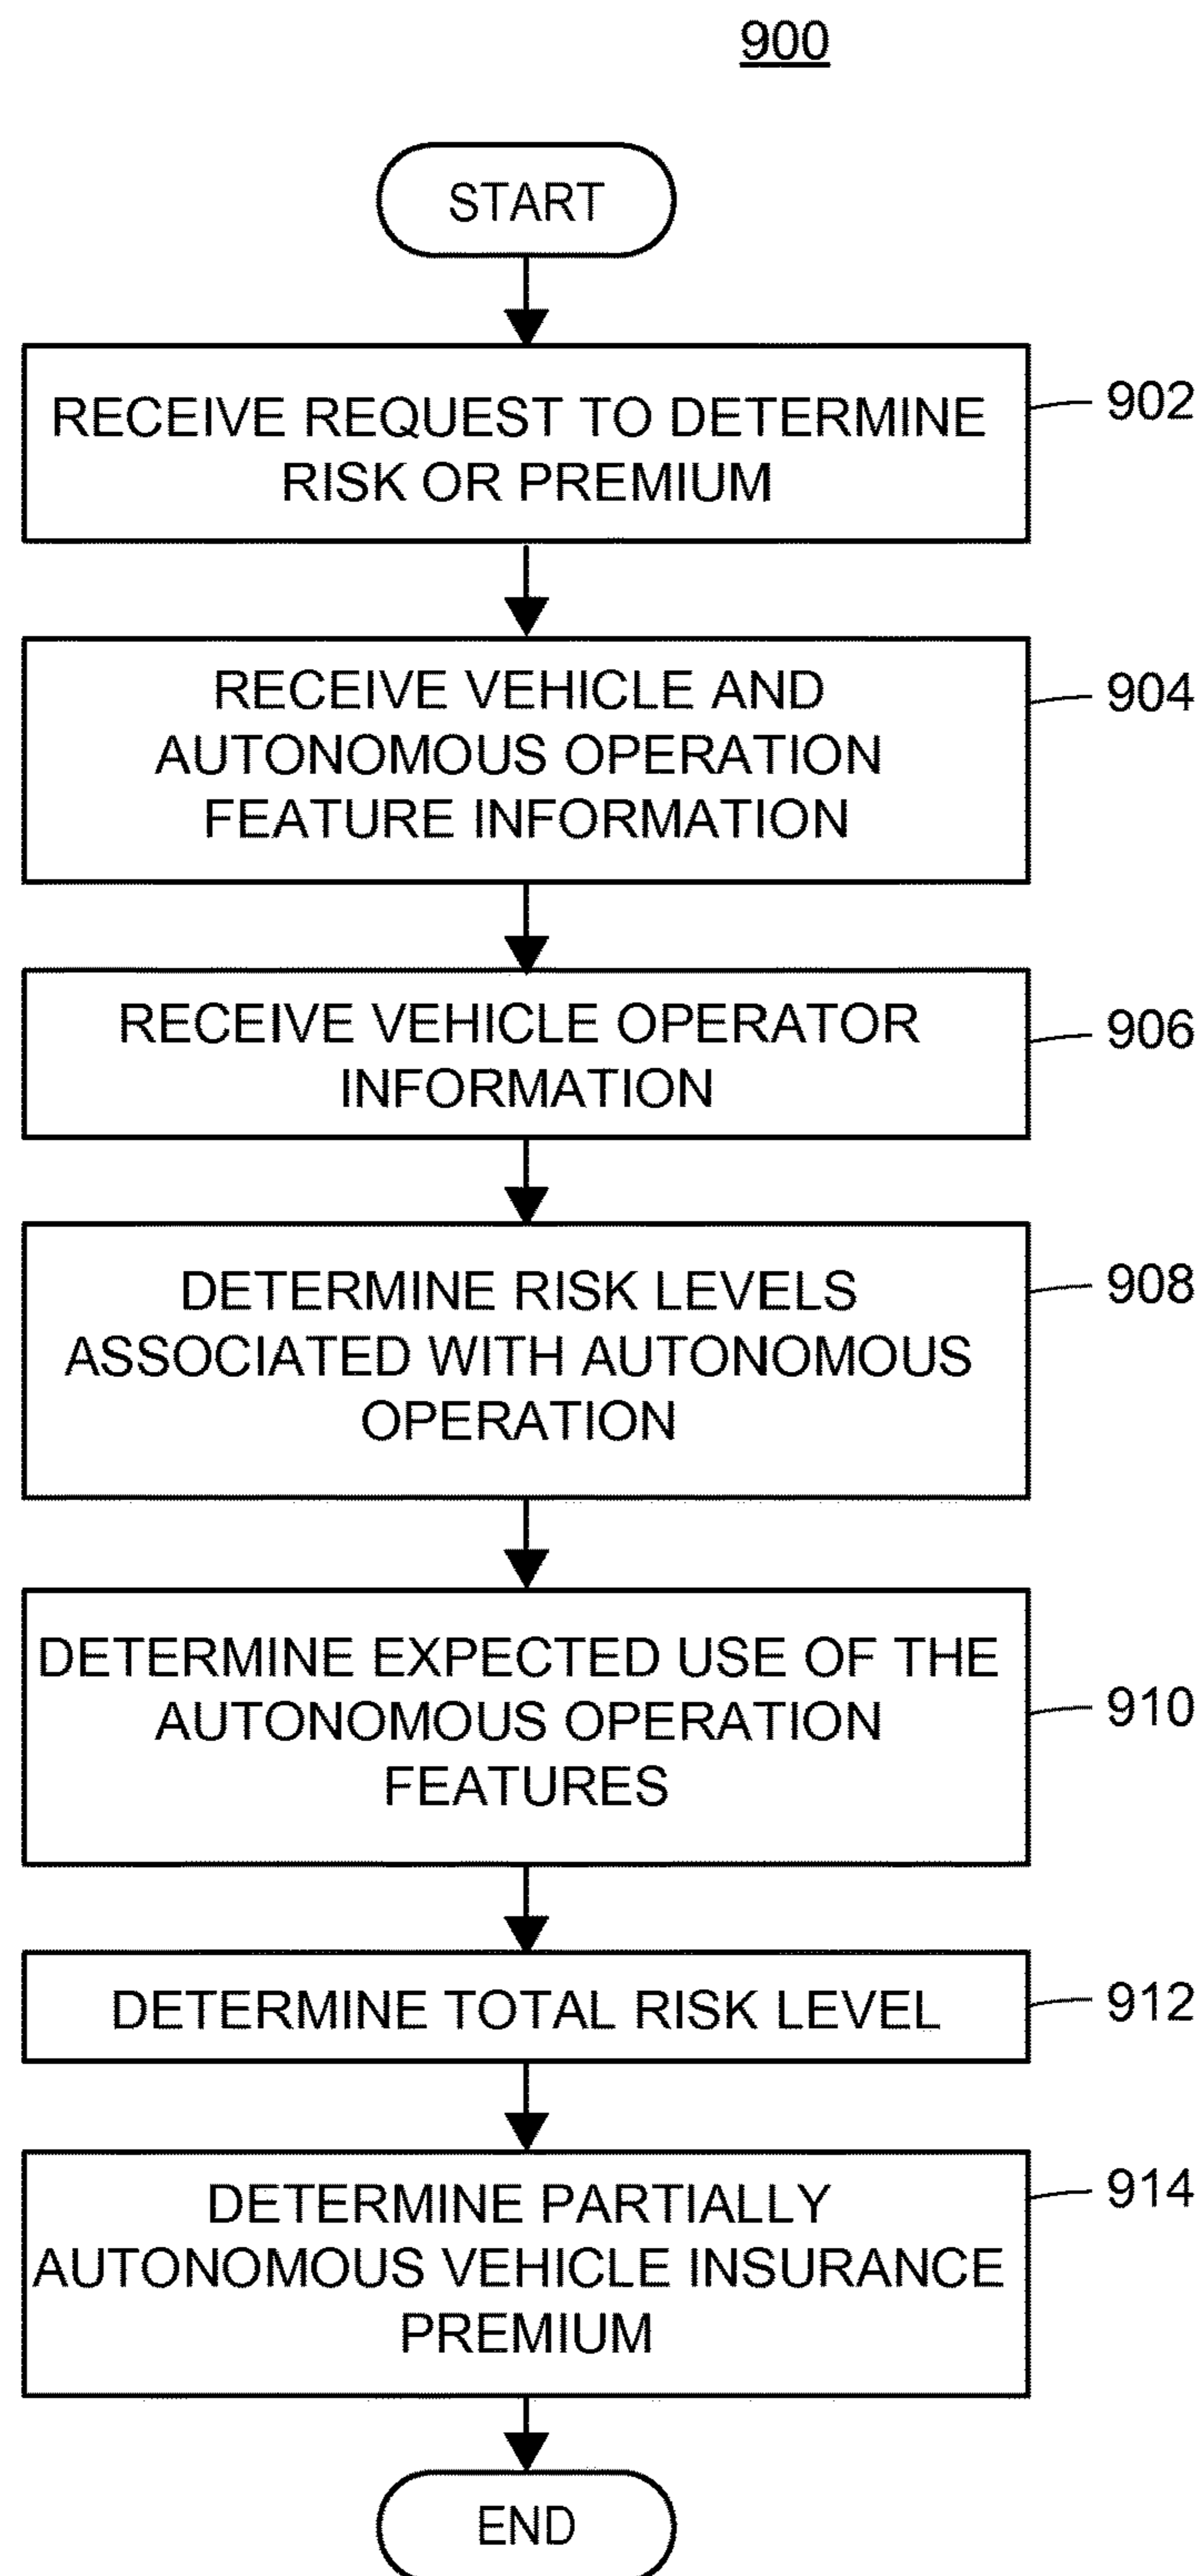 900
START
RECEIVE REQUEST TO DETERMINE
RISK OR PREMIUM
902
RECEIVE VEHICLE AND
AUTONOMOUS OPERATION
FEATURE INFORMATION
904
RECEIVE VEHICLE OPERATOR
INFORMATION
906
DETERMINE RISK LEVELS
ASSOCIATED WITH AUTONOMOUS
OPERATION
908
DETERMINE EXPECTED USE OF THE
AUTONOMOUS OPERATION
FEATURES
910
DETERMINE TOTAL RISK LEVEL
912
DETERMINE PARTIALLY
AUTONOMOUS VEHICLE INSURANCE
PREMIUM
914
END